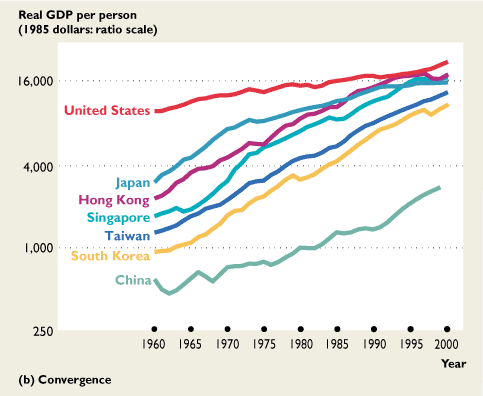 Real GDP per person
(1985 dollars: ratio scale)
16,000
United States
4,000
Japan
Hong Kong
Singapore
Taiwan
1,000
South Korea
China
250
1960 1965 1970 1975 1980 1985 1990 1995 2000
Year
(b) Convergence